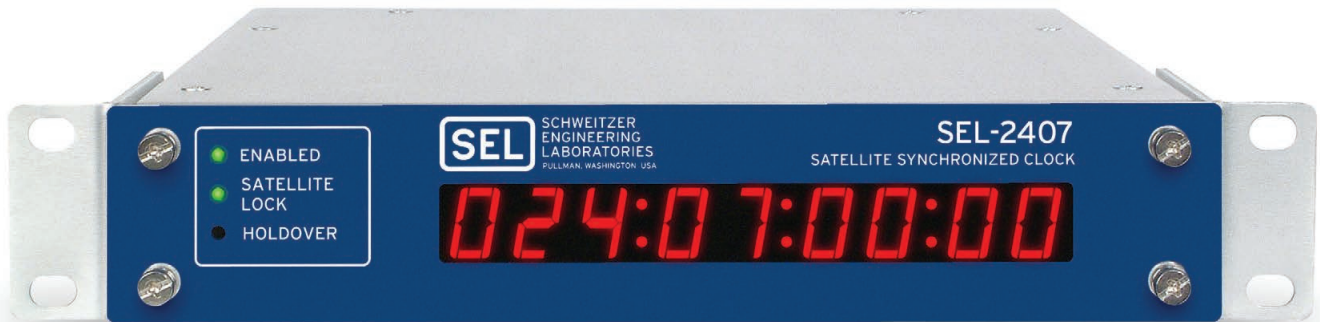 ENABLED
SATELLITE
LOCK
HOLDOVER
SEL
SCHWEITZER
ENGINEERING
LABORATORIES
PULLMAN, WASHINGTON USA
SEL-2407
SATELLITE SYNCHRONIZED CLOCK
024:07:00:00